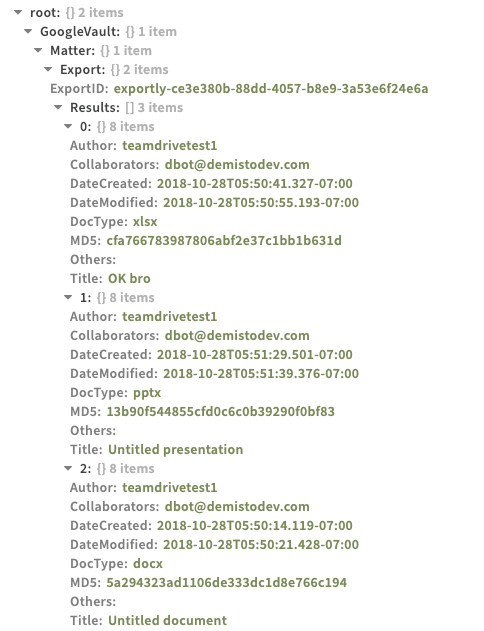 root: {} 2 items
GoogleVault: {} 1 item
Matter: {} 1 item
Export: {} 2 items
ExportID: exportly-ce3e380b-88dd-4057-b8e9-3a53e6f24e6a
Results: [] 3 items
0: {} 8 items
Author: teamdrivetest1
Collaborators: dbot@demistodev.com
DateCreated: 2018-10-28T05:50:41.327-07:00
DateModified: 2018-10-28T05:50:55.193-07:00
DocType: xlsx
MD5: cfa766783987806abf2e37c1bb1b631d
Others:
Title: OK bro
1: {} 8 items
Author: teamdrivetest1
Collaborators: dbot@demistodev.com
DateCreated: 2018-10-28T05:51:29.501-07:00
DateModified: 2018-10-28T05:51:39.376-07:00
DocType: pptx
MD5: 13b90f544855cfd0c6c0b39290f0bf83
Others:
Title: Untitled presentation
2: {} 8 items
Author: teamdrivetest1
Collaborators: dbot@demistodev.com
DateCreated: 2018-10-28T05:50:14.119-07:00
DateModified: 2018-10-28T05:50:21.428-07:00
DocType: docx
MD5: 5a294323ad1106de333dc1d8e766c194
Others:
Title: Untitled document